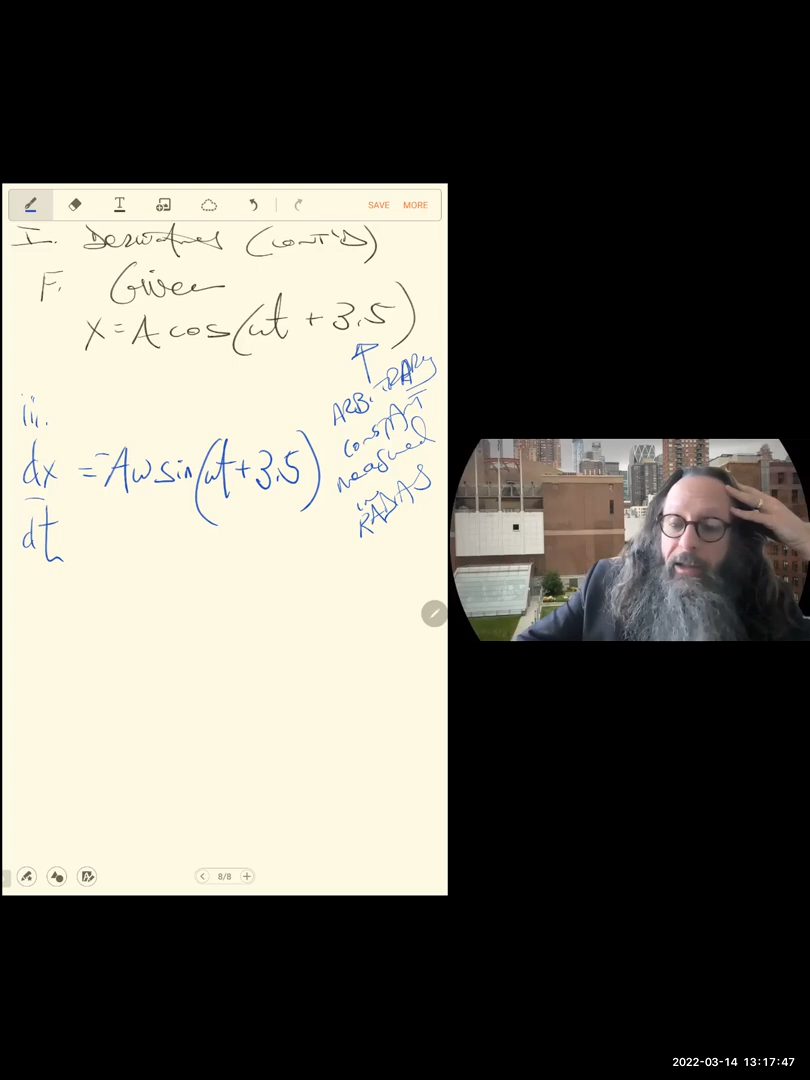 T
SAVE MORE
I. Derivatives (CONT'D)
F. Given
x = A cos(ωt + 3.5)
↑
ARBITRARY
CONSTANT
measured
in
RADIANS
iii.
dx = -Aω sin(ωt + 3.5)
dt
8/8
2022-03-14 13:17:47